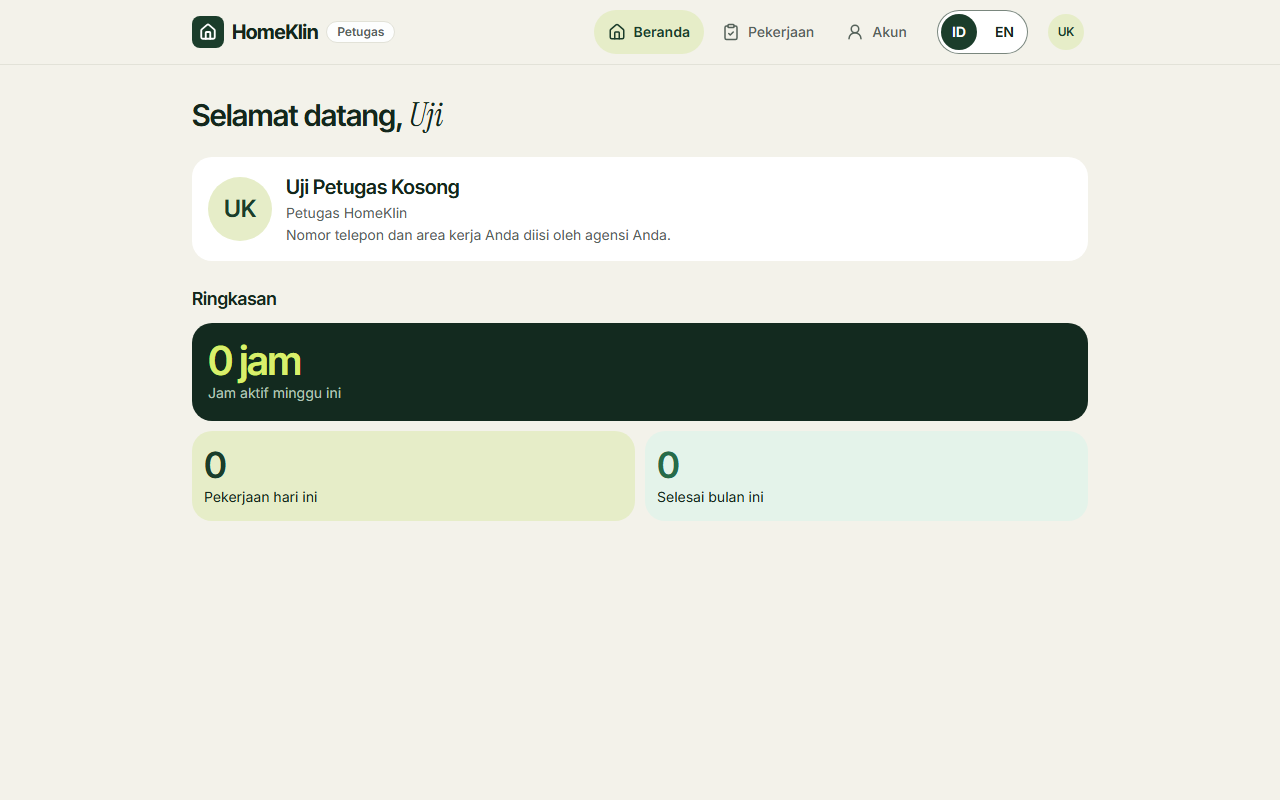 HomeKlin
Petugas
Beranda
Pekerjaan
Akun
ID
EN
UK
Selamat datang, Uji
UK
Uji Petugas Kosong
Petugas HomeKlin
Nomor telepon dan area kerja Anda diisi oleh agensi Anda.
Ringkasan
0 jam
Jam aktif minggu ini
0
Pekerjaan hari ini
0
Selesai bulan ini